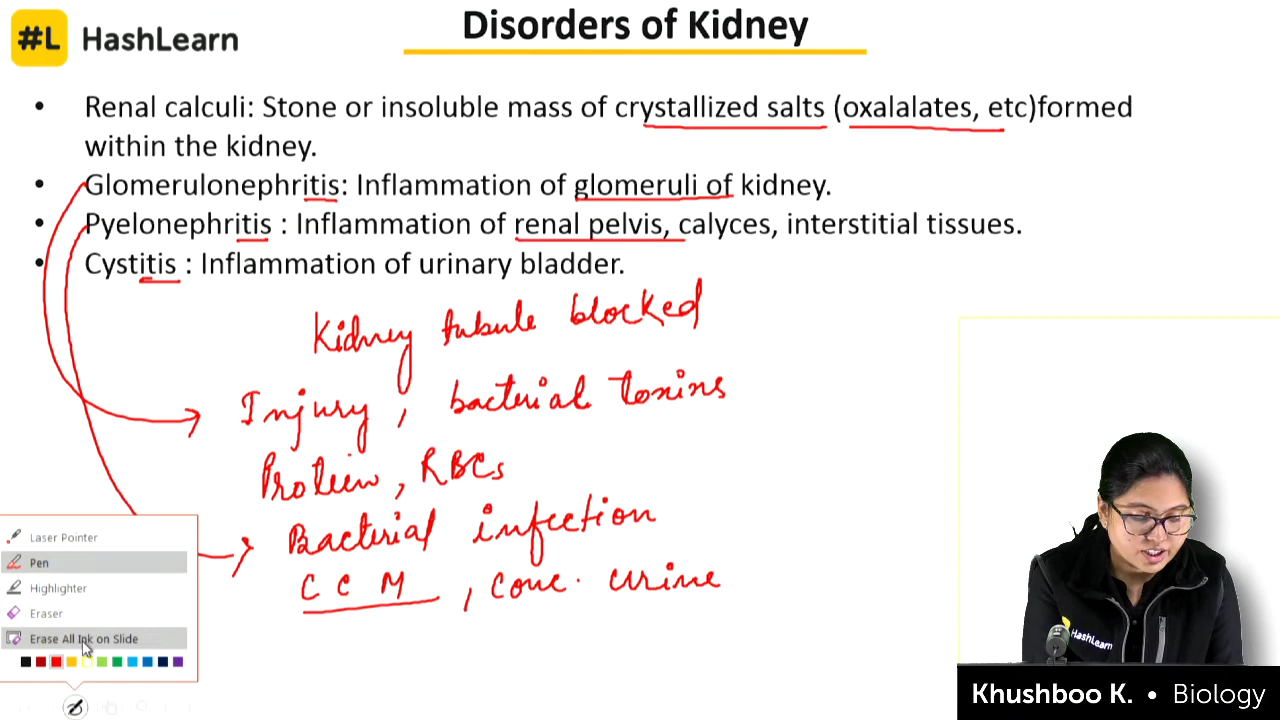 #L HashLearn
Disorders of Kidney
• Renal calculi: Stone or insoluble mass of crystallized salts (oxalalates, etc)formed
within the kidney.
• Glomerulonephritis: Inflammation of glomeruli of kidney.
• Pyelonephritis : Inflammation of renal pelvis, calyces, interstitial tissues.
• Cystitis : Inflammation of urinary bladder.
Kidney tubule blocked
Injury, bacterial toxins
Protein, RBCs
Bacterial infection
C C M, conc. urine
Laser Pointer
Pen
Highlighter
Eraser
Erase All Ink on Slide
HashLearn
Khushboo K. • Biology